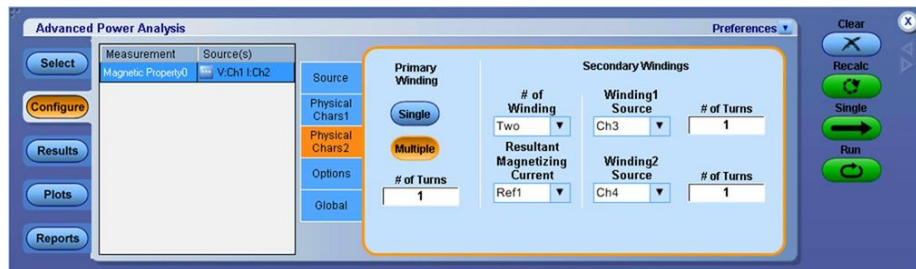 Advanced Power Analysis
Preferences
Clear
X
Select
Configure
Results
Plots
Reports
Measurement Source(s)
Magnetic Property0 V:Ch1 I:Ch2
Source
Physical
Chars1
Physical
Chars2
Options
Global
Primary
Winding
Single
Multiple
# of Turns
1
Secondary Windings
# of
Winding
Two
Resultant
Magnetizing
Current
Ref1
Winding1
Source
Ch3
# of Turns
1
Winding2
Source
Ch4
# of Turns
1
Recalc
Single
Run